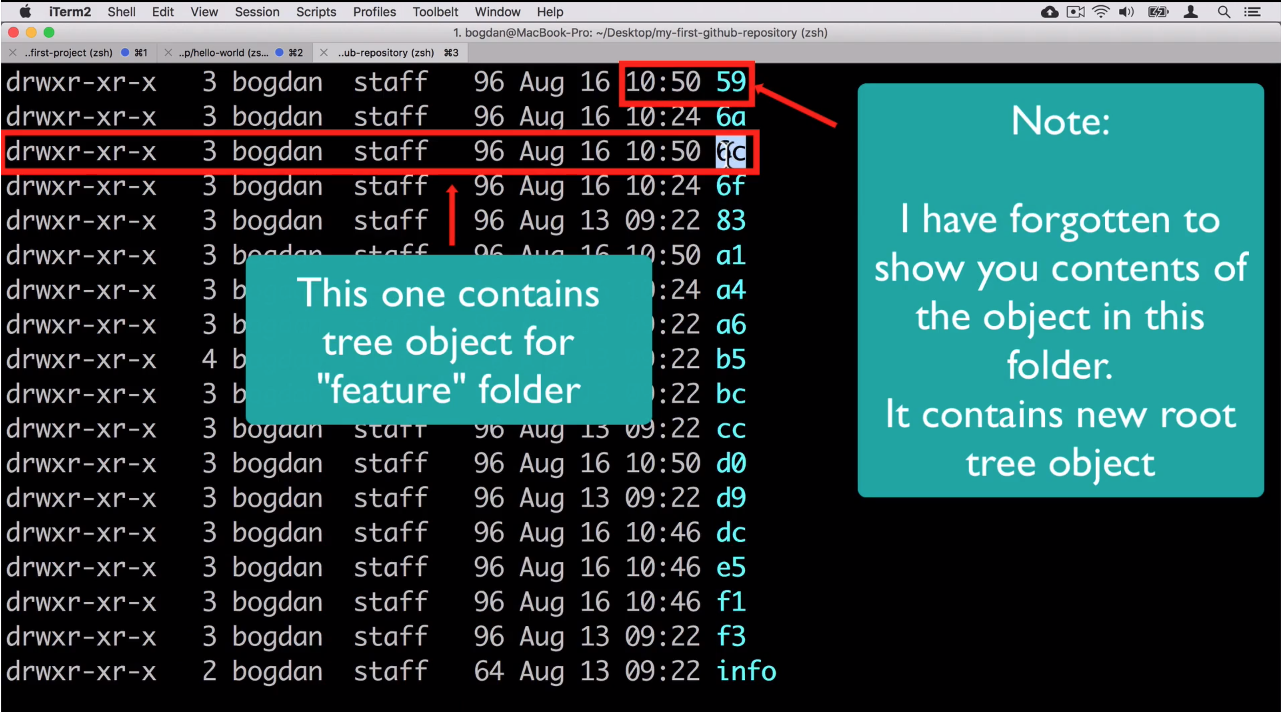 iTerm2 Shell Edit View Session Scripts Profiles Toolbelt Window Help
1. bogdan@MacBook-Pro: ~/Desktop/my-first-github-repository (zsh)
..first-project (zsh) ⌘1 ..p/hello-world (zs... ⌘2 ..ub-repository (zsh) ⌘3
drwxr-xr-x 3 bogdan staff 96 Aug 16 10:50 59
drwxr-xr-x 3 bogdan staff 96 Aug 16 10:24 6a
drwxr-xr-x 3 bogdan staff 96 Aug 16 10:50 6c
drwxr-xr-x 3 bogdan staff 96 Aug 16 10:24 6f
drwxr-xr-x 3 bogdan staff 96 Aug 13 09:22 83
drwxr-xr-x 3 bogdan staff 96 Aug 16 10:50 a1
drwxr-xr-x 3 b :24 a4
drwxr-xr-x 3 b :22 a6
drwxr-xr-x 4 b :22 b5
drwxr-xr-x 3 b :22 bc
drwxr-xr-x 3 bogdan staff 96 Aug 13 09:22 cc
drwxr-xr-x 3 bogdan staff 96 Aug 16 10:50 d0
drwxr-xr-x 3 bogdan staff 96 Aug 13 09:22 d9
drwxr-xr-x 3 bogdan staff 96 Aug 16 10:46 dc
drwxr-xr-x 3 bogdan staff 96 Aug 16 10:46 e5
drwxr-xr-x 3 bogdan staff 96 Aug 16 10:46 f1
drwxr-xr-x 3 bogdan staff 96 Aug 13 09:22 f3
drwxr-xr-x 2 bogdan staff 64 Aug 13 09:22 info
This one contains
tree object for
"feature" folder
Note:
I have forgotten to
show you contents of
the object in this
folder.
It contains new root
tree object